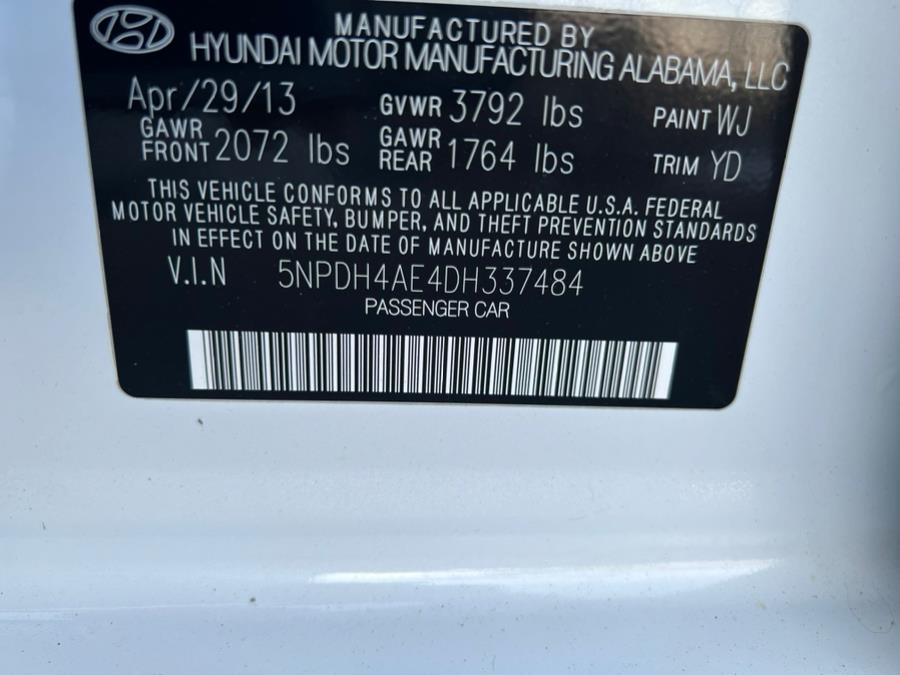 MANUFACTURED BY
HYUNDAI MOTOR MANUFACTURING ALABAMA, LLC
Apr/29/13 GVWR 3792 lbs PAINT WJ
GAWR FRONT 2072 lbs GAWR REAR 1764 lbs TRIM YD
THIS VEHICLE CONFORMS TO ALL APPLICABLE U.S.A. FEDERAL
MOTOR VEHICLE SAFETY, BUMPER, AND THEFT PREVENTION STANDARDS
IN EFFECT ON THE DATE OF MANUFACTURE SHOWN ABOVE
V.I.N 5NPDH4AE4DH337484
PASSENGER CAR